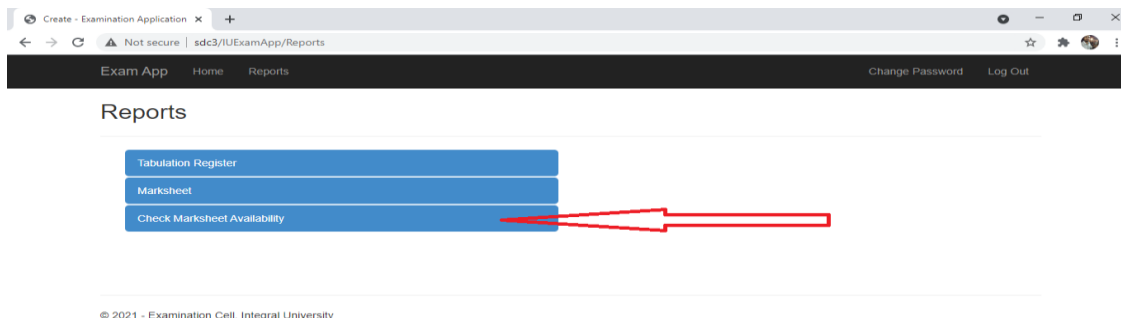 Create - Examination Application
Not secure | sdc3/IUExamApp/Reports
Exam App Home Reports Change Password Log Out
Reports
Tabulation Register
Marksheet
Check Marksheet Availability
© 2021 - Examination Cell, Integral University